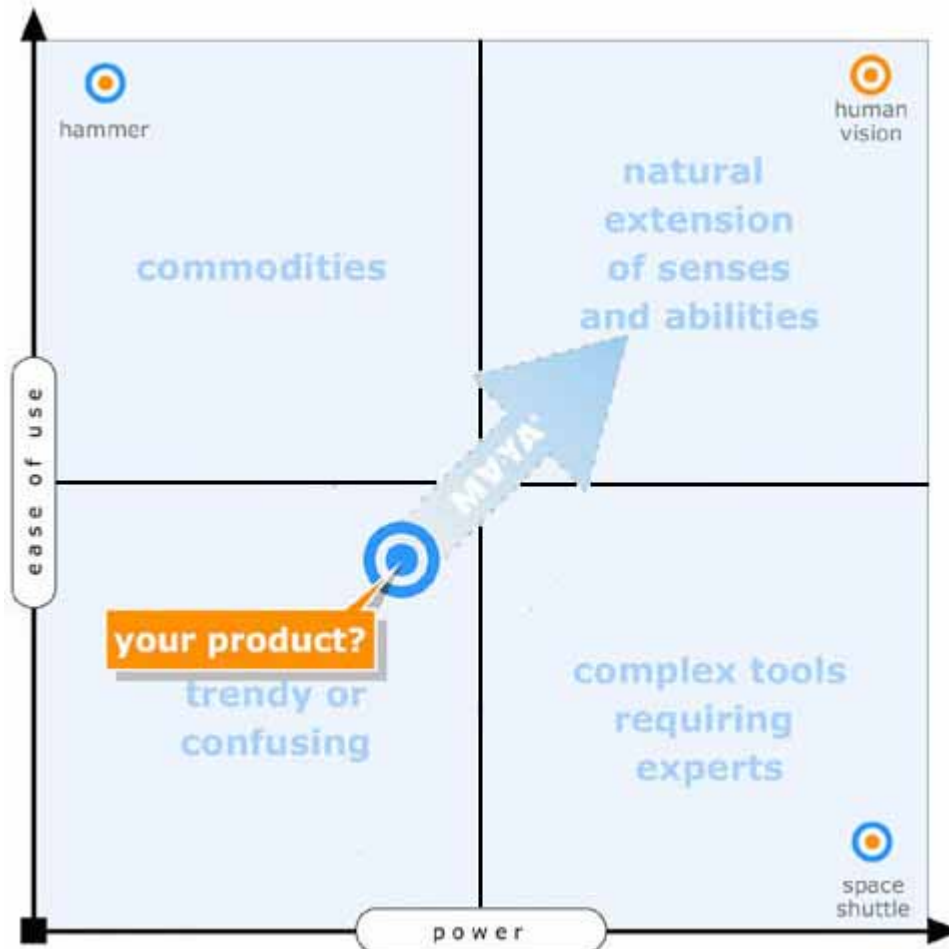 hammer
human
vision
natural
extension
of senses
and abilities
commodities
ease of use
MAYA
your product?
trendy or
confusing
complex tools
requiring
experts
space
shuttle
power